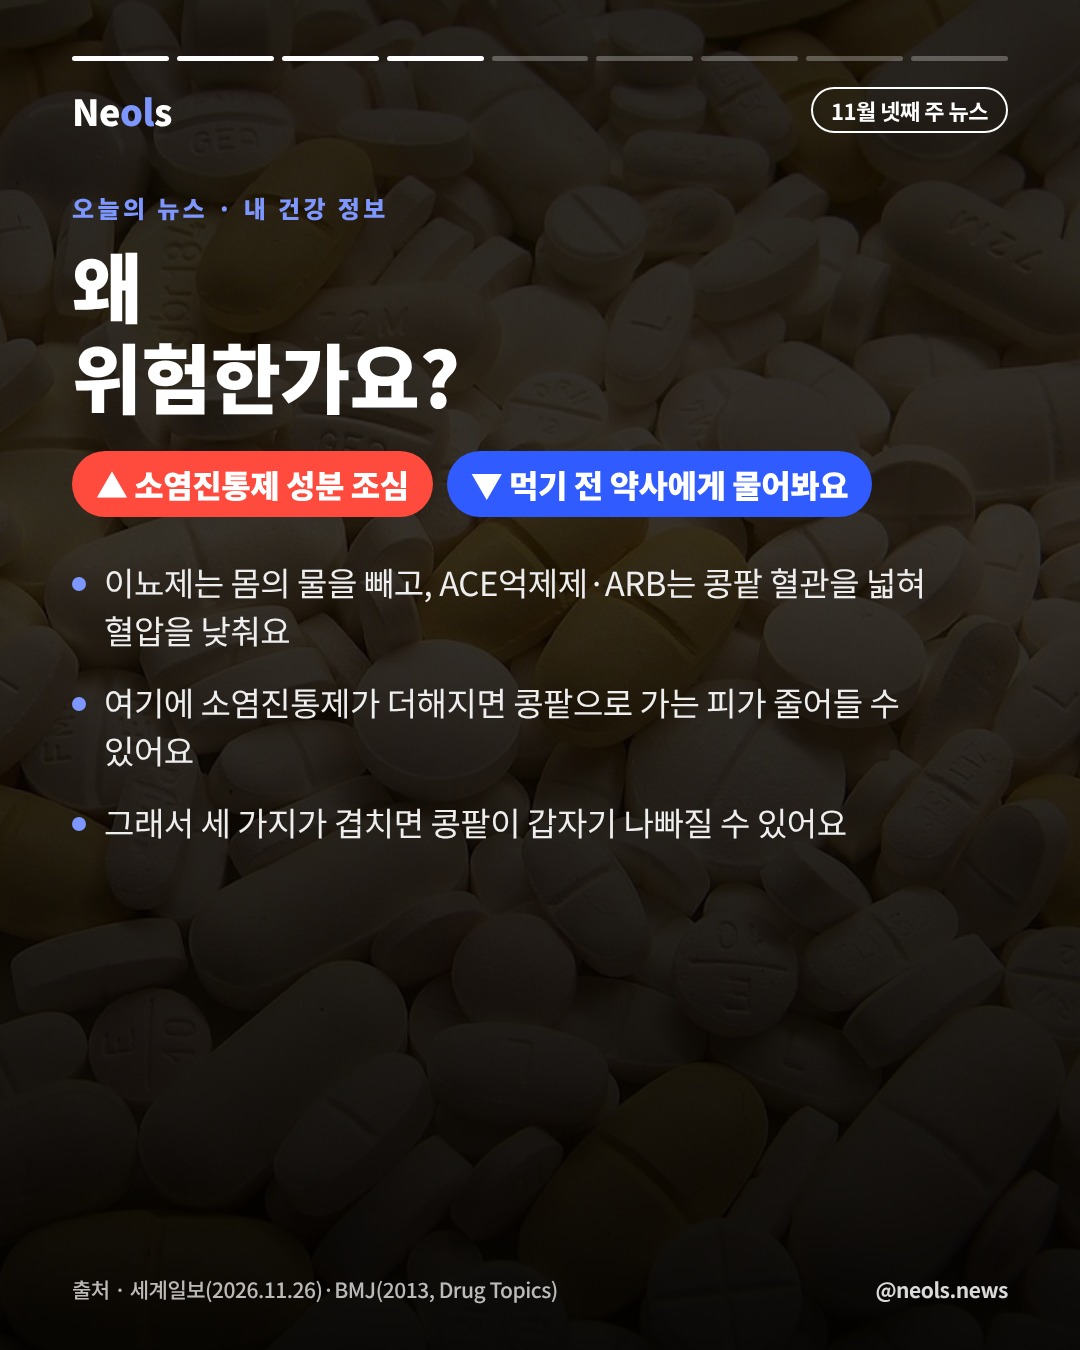 Neols
11월 넷째 주 뉴스
오늘의 뉴스 · 내 건강 정보
왜
위험한가요?
▲ 소염진통제 성분 조심
▼ 먹기 전 약사에게 물어봐요
이뇨제는 몸의 물을 빼고, ACE억제제·ARB는 콩팥 혈관을 넓혀
혈압을 낮춰요
여기에 소염진통제가 더해지면 콩팥으로 가는 피가 줄어들 수
있어요
그래서 세 가지가 겹치면 콩팥이 갑자기 나빠질 수 있어요
출처 · 세계일보(2026.11.26)·BMJ(2013, Drug Topics)
@neols.news